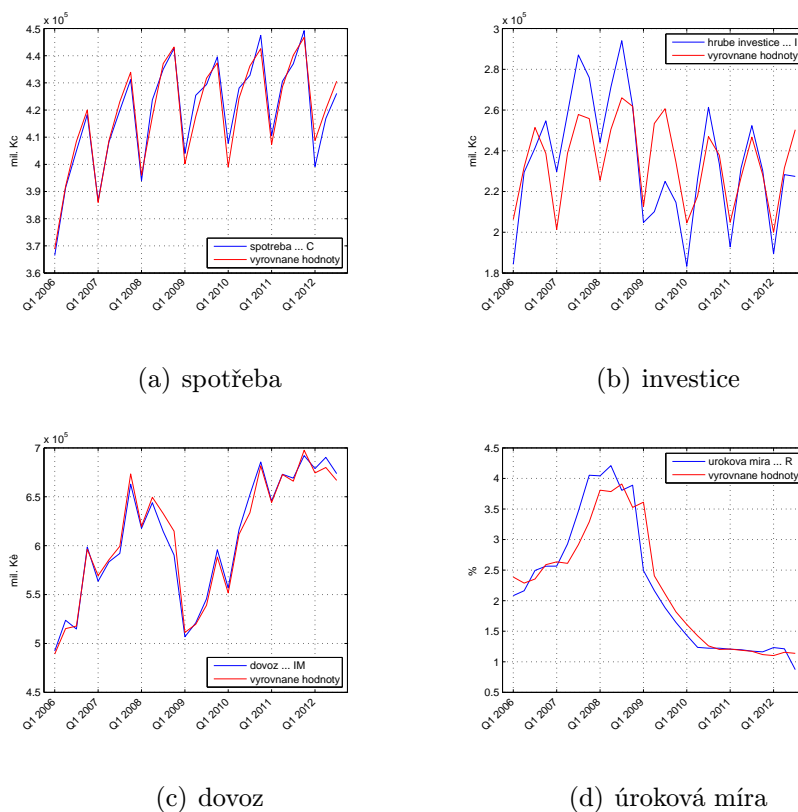 x 10⁵
4.5
4.4
4.3
4.2
4.1
4
3.9
3.8
3.7
3.6
mil. Kc
Q1 2006
Q1 2007
Q1 2008
Q1 2009
Q1 2010
Q1 2011
Q1 2012
spotreba ... C
vyrovnane hodnoty
(a) spotřeba
x 10⁵
3
2.8
2.6
2.4
2.2
2
1.8
mil. Kc
Q1 2006
Q1 2007
Q1 2008
Q1 2009
Q1 2010
Q1 2011
Q1 2012
hrube investice ... I
vyrovnane hodnoty
(b) investice
x 10⁵
7
6.5
6
5.5
5
4.5
mil. Kè
Q1 2006
Q1 2007
Q1 2008
Q1 2009
Q1 2010
Q1 2011
Q1 2012
dovoz ... IM
vyrovnane hodnoty
(c) dovoz
4.5
4
3.5
3
2.5
2
1.5
1
0.5
%
Q1 2006
Q1 2007
Q1 2008
Q1 2009
Q1 2010
Q1 2011
Q1 2012
urokova mira ... R
vyrovnane hodnoty
(d) úroková míra